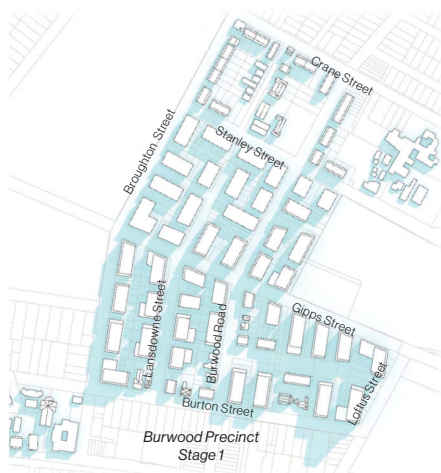 Crane Street
Stanley Street
Broughton Street
Lansdowne Street
Burwood Road
Gipps Street
Loftus Street
Burton Street
Burwood Precinct
Stage 1